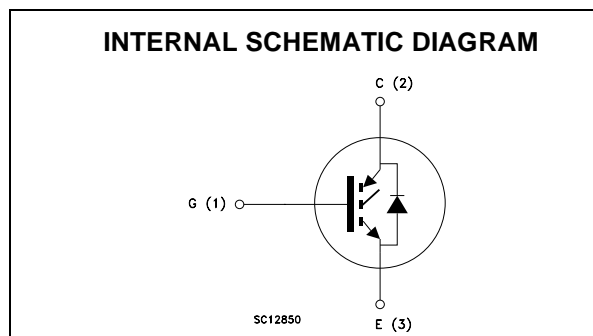 INTERNAL SCHEMATIC DIAGRAM
C (2)
G (1)
SC12850
E (3)